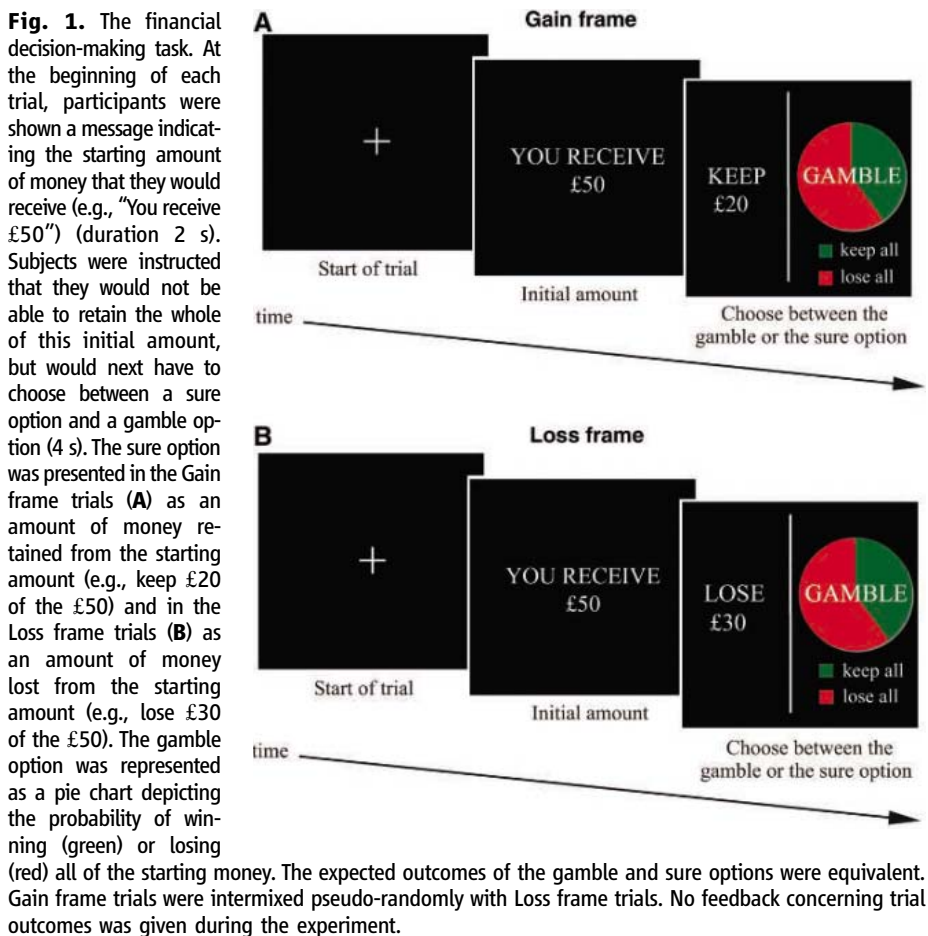 Fig. 1. The financial
decision-making task. At
the beginning of each
trial, participants were
shown a message indicat-
ing the starting amount
of money that they would
receive (e.g., "You receive
£50") (duration 2 s).
Subjects were instructed
that they would not be
able to retain the whole
of this initial amount,
but would next have to
choose between a sure
option and a gamble op-
tion (4 s). The sure option
was presented in the Gain
frame trials (A) as an
amount of money re-
tained from the starting
amount (e.g., keep £20
of the £50) and in the
Loss frame trials (B) as
an amount of money
lost from the starting
amount (e.g., lose £30
of the £50). The gamble
option was represented
as a pie chart depicting
the probability of win-
ning (green) or losing
(red) all of the starting money. The expected outcomes of the gamble and sure options were equivalent.
Gain frame trials were intermixed pseudo-randomly with Loss frame trials. No feedback concerning trial
outcomes was given during the experiment.
A
Gain frame
+
Start of trial
YOU RECEIVE
£50
Initial amount
KEEP
£20
GAMBLE
keep all
lose all
Choose between the
gamble or the sure option
time
B
Loss frame
+
Start of trial
YOU RECEIVE
£50
Initial amount
LOSE
£30
GAMBLE
keep all
lose all
Choose between the
gamble or the sure option
time